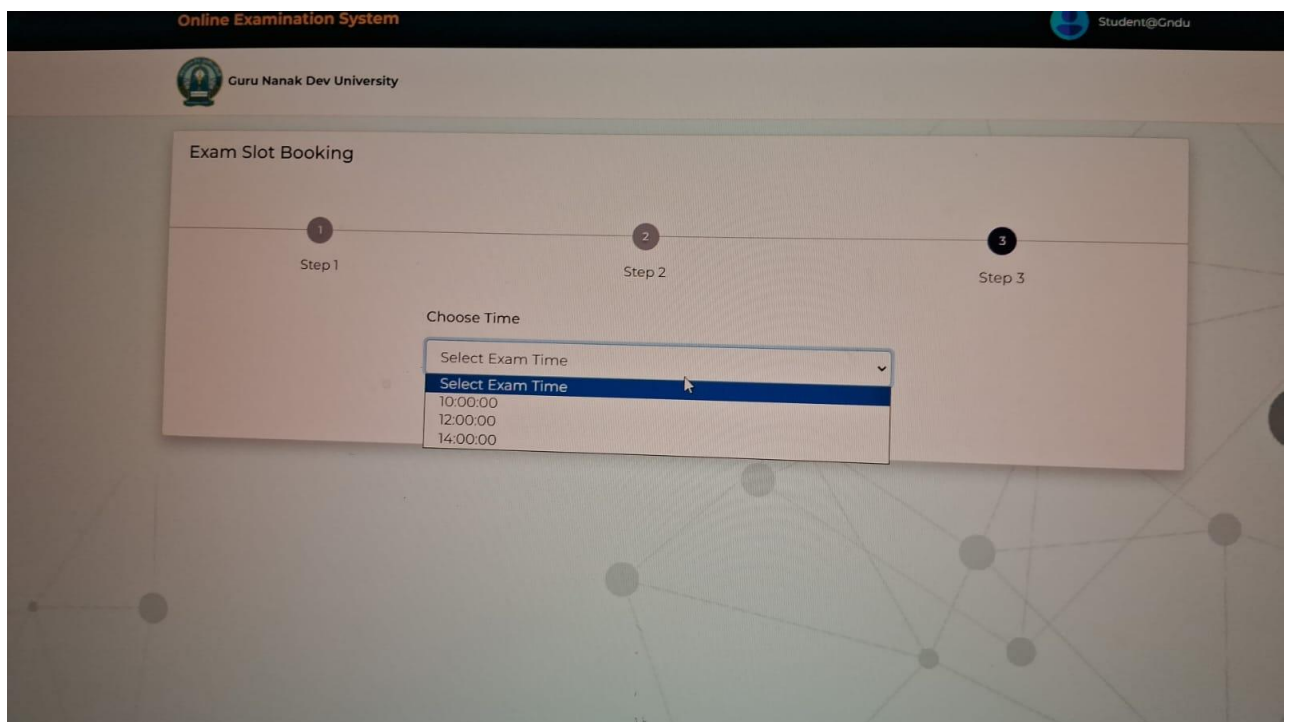 Online Examination System
Student@Gndu
Guru Nanak Dev University
Exam Slot Booking
1
2
3
Step 1
Step 2
Step 3
Choose Time
Select Exam Time
Select Exam Time
10:00:00
12:00:00
14:00:00